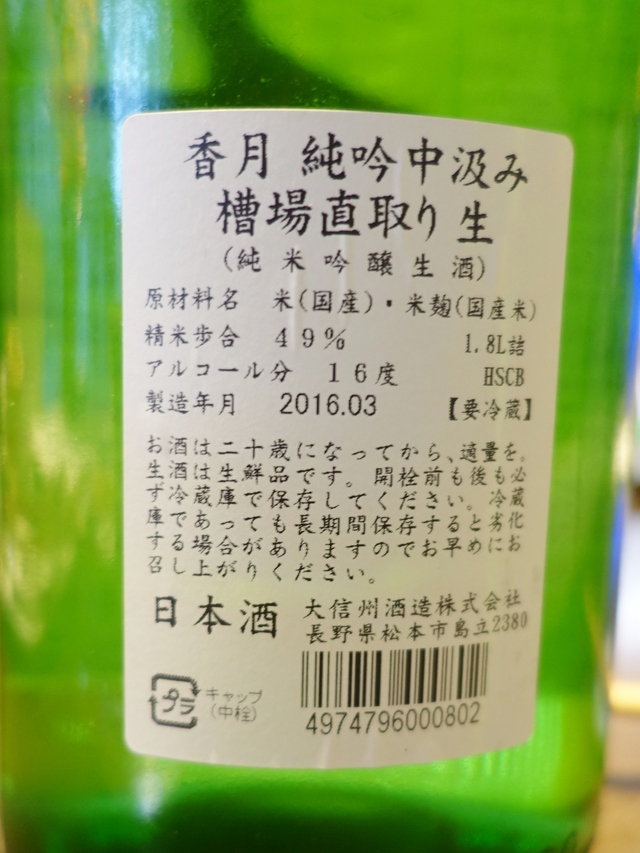 香月 純吟中汲み
槽場直取り 生
(純米吟醸生酒)
原材料名 米(国産)・米麹(国産米)
精米歩合 49% 1.8L詰
アルコール分 16度 HSCB
製造年月 2016.03 【要冷蔵】
お酒は二十歳になってから、適量を。
生酒は生鮮品です。開栓前も後も必
ず冷蔵庫で保存してください。冷蔵
庫であっても長期間保存すると劣化
する場合がありますのでお早めにお
召し上がりください。
日本酒 大信州酒造株式会社
長野県松本市島立2380
プラ キャップ
(中栓)
4974796000802